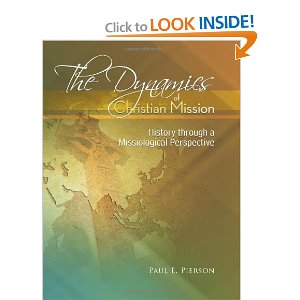 Click to LOOK INSIDE!
The Dynamics
of
Christian Mission
History through a
Missiological Perspective
PAUL E. PIERSON